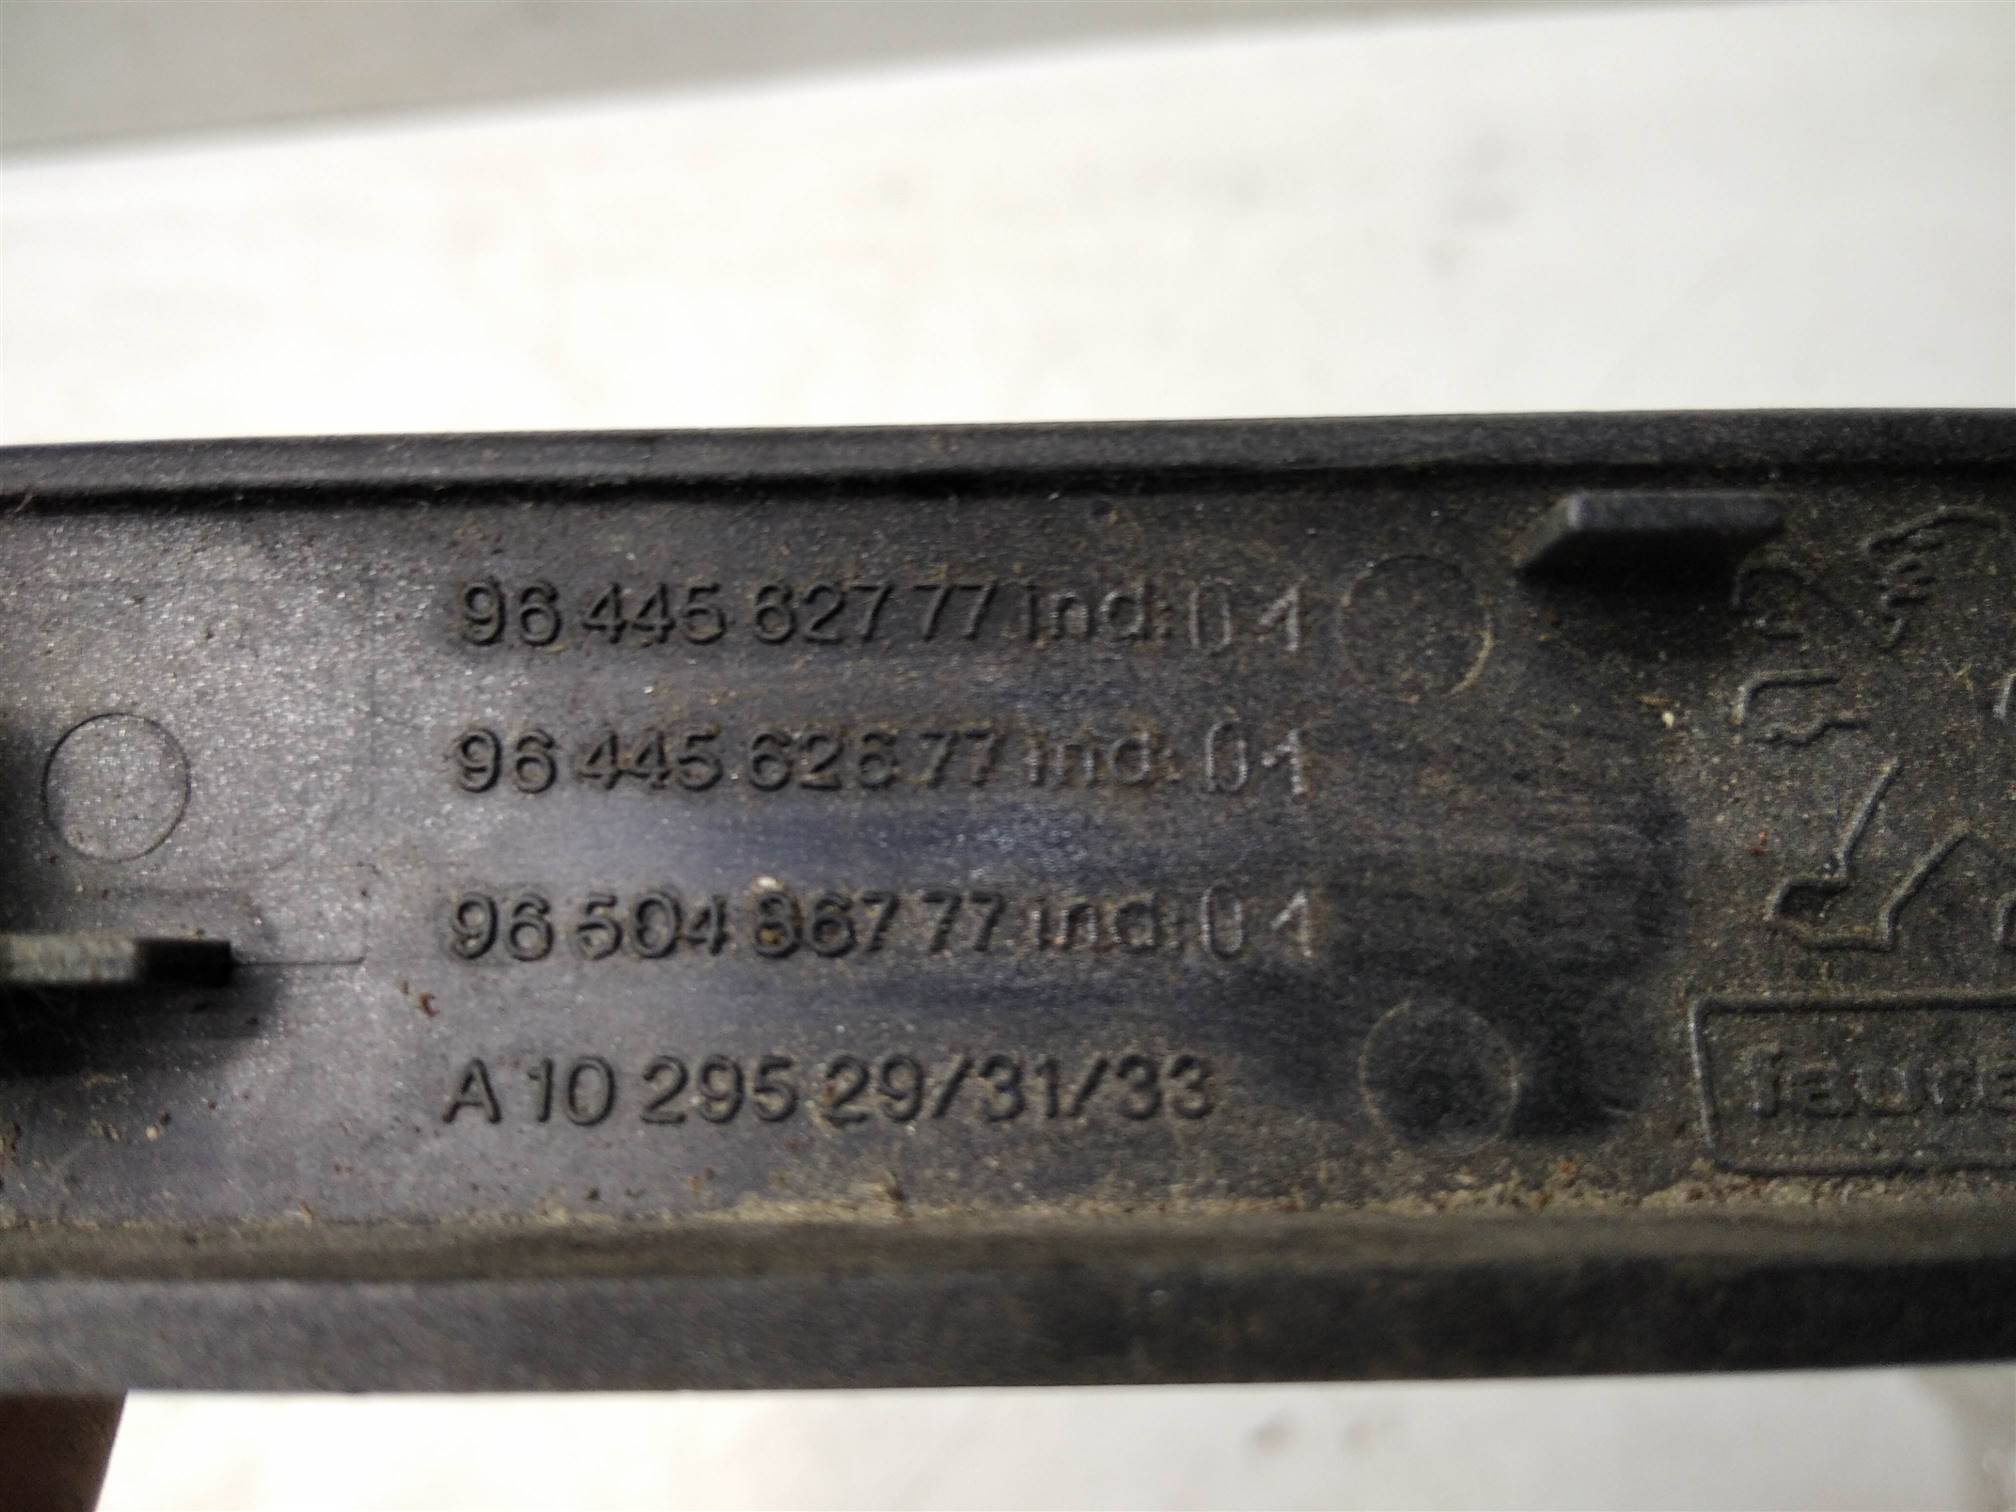 96 445 627 77 ind: 01
96 445 626 77 ind: 01
96 504 867 77 ind: 01
A 10 295 29/31/33